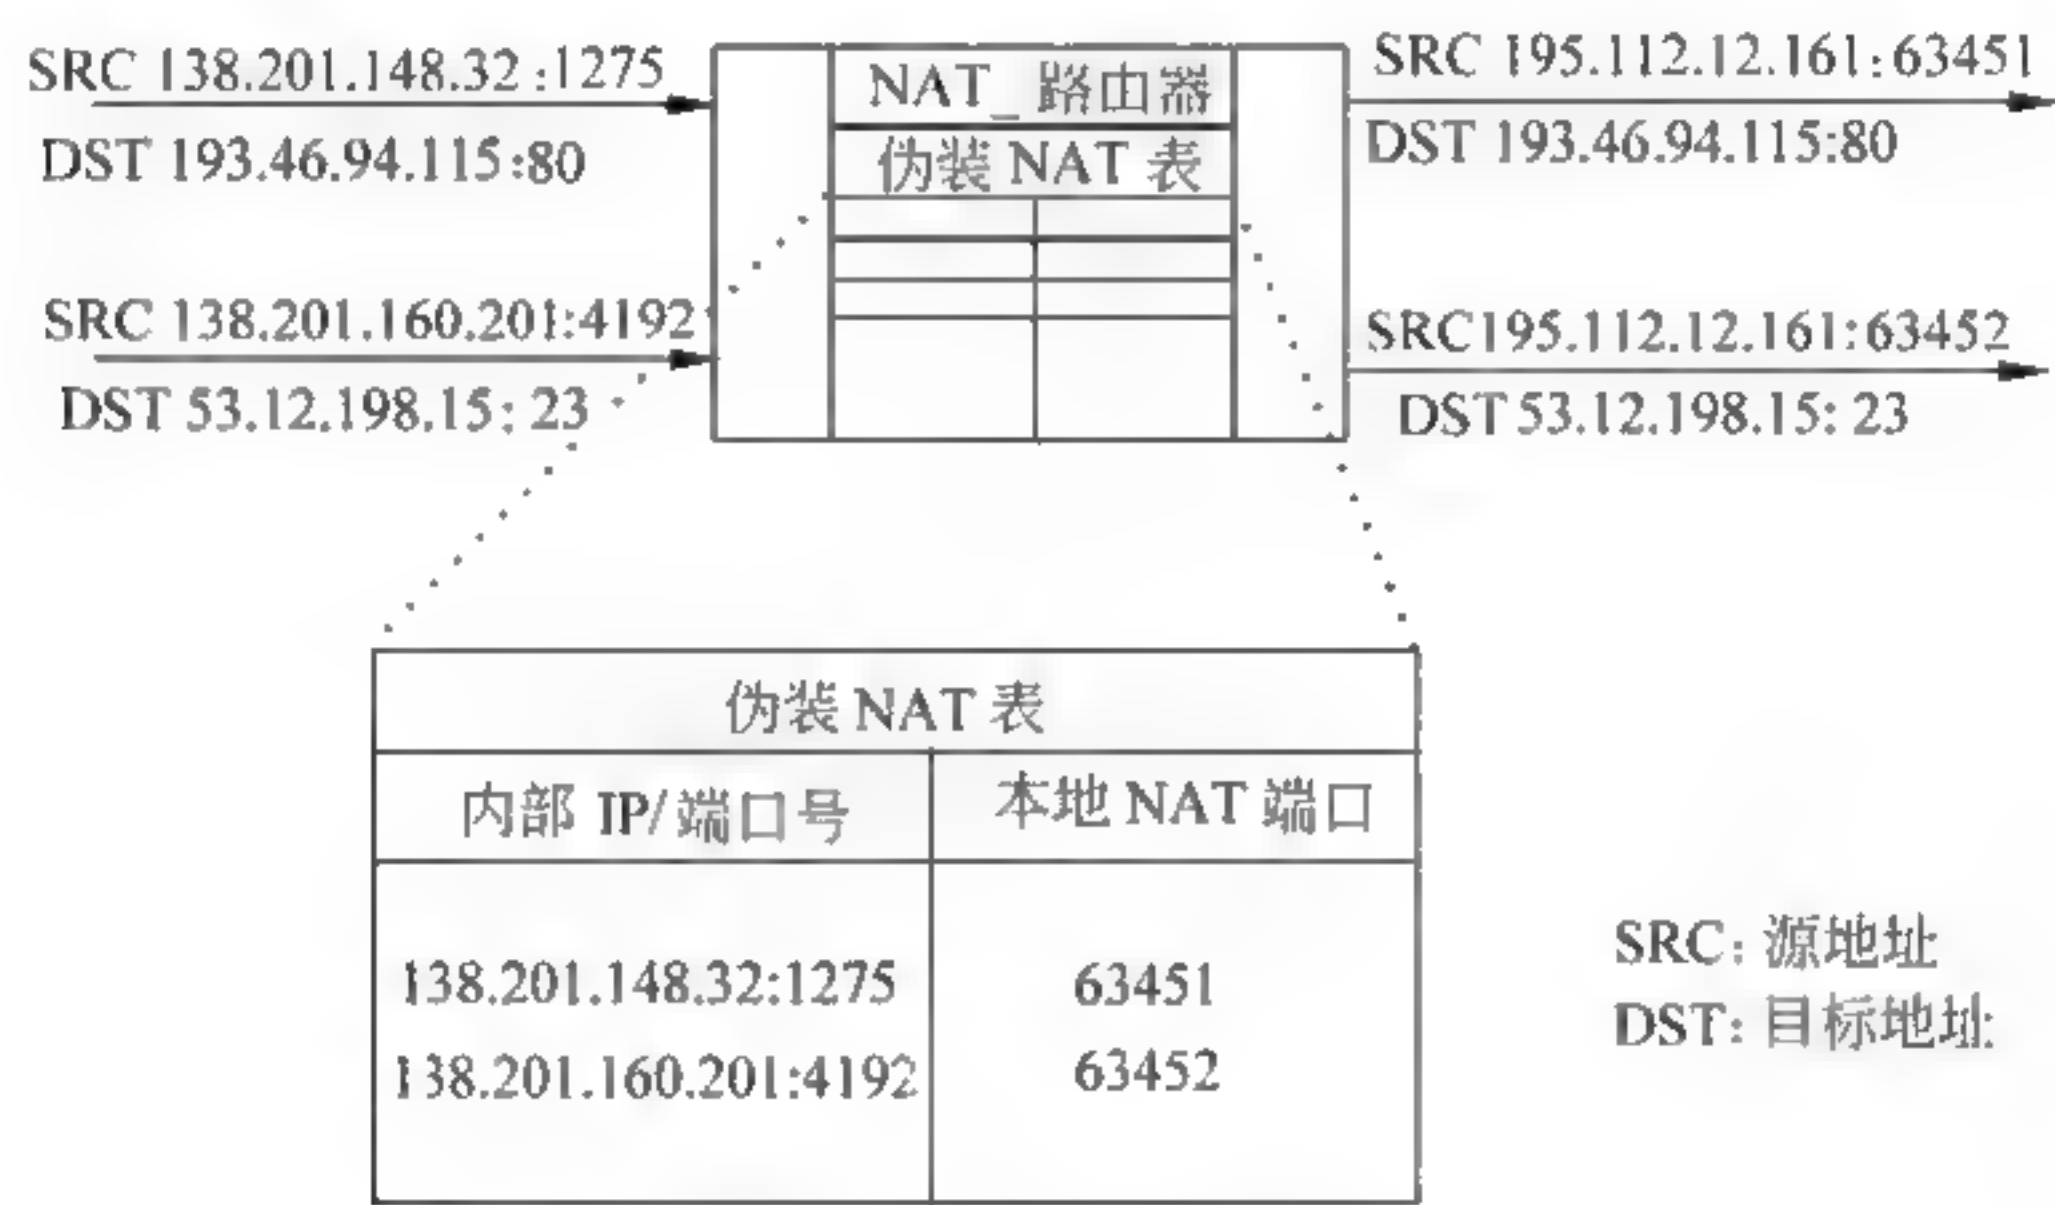 SRC 138.201.148.32:1275
DST 193.46.94.115:80
SRC 138.201.160.201:4192
DST 53.12.198.15:23
NAT_路由器
伪装 NAT 表
SRC 195.112.12.161:63451
DST 193.46.94.115:80
SRC195.112.12.161:63452
DST 53.12.198.15:23
伪装 NAT 表
内部 IP/端口号 本地 NAT 端口
138.201.148.32:1275 63451
138.201.160.201:4192 63452
SRC: 源地址
DST: 目标地址